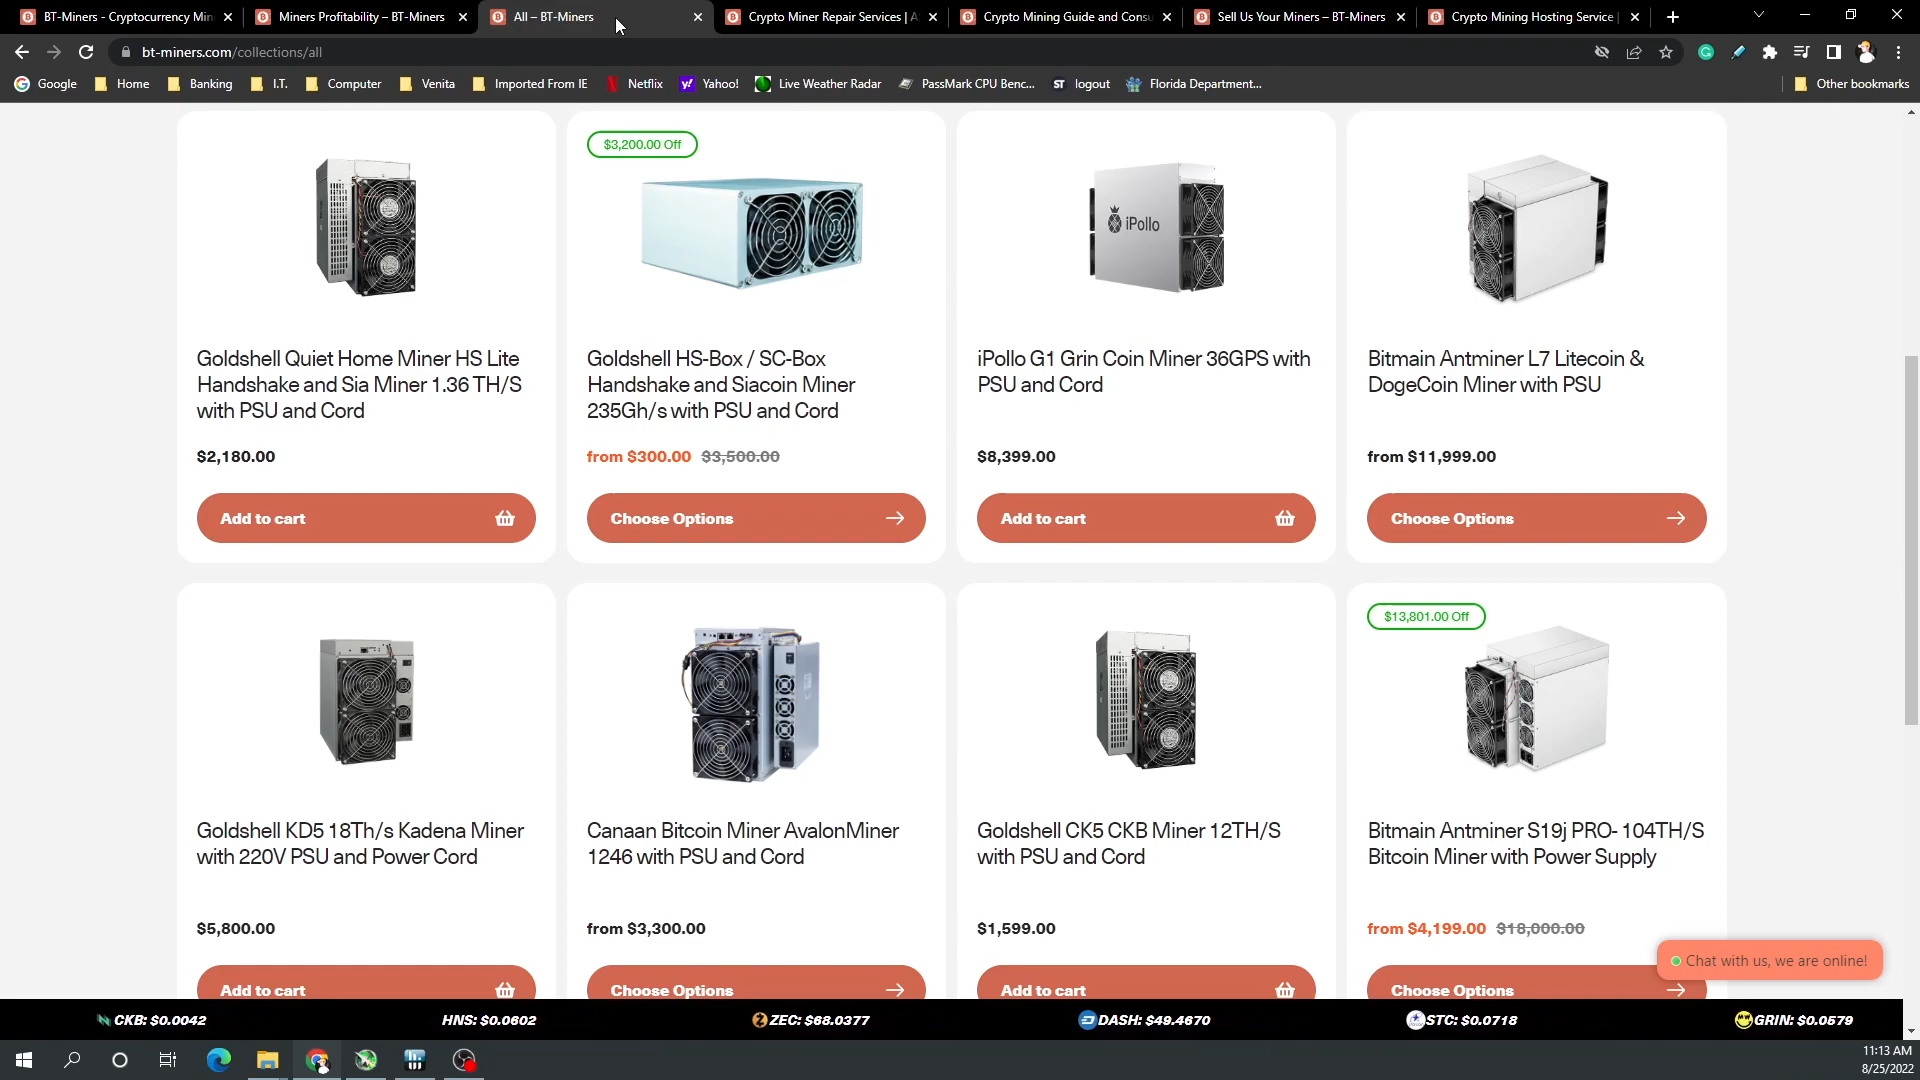 BT-Miners - Cryptocurrency Min
Miners Profitability – BT-Miners
All – BT-Miners
Crypto Miner Repair Services | A
Crypto Mining Guide and Consu
Sell Us Your Miners – BT-Miners
Crypto Mining Hosting Service |
bt-miners.com/collections/all
Google
Home
Banking
I.T.
Computer
Venita
Imported From IE
Netflix
Yahoo!
Live Weather Radar
PassMark CPU Benc...
ST logout
Florida Department...
Other bookmarks
$3,200.00 Off
iPollo
Goldshell Quiet Home Miner HS Lite
Handshake and Sia Miner 1.36 TH/S
with PSU and Cord
Goldshell HS-Box / SC-Box
Handshake and Siacoin Miner
235Gh/s with PSU and Cord
iPollo G1 Grin Coin Miner 36GPS with
PSU and Cord
Bitmain Antminer L7 Litecoin &
DogeCoin Miner with PSU
$2,180.00
from $300.00 $3,500.00
$8,399.00
from $11,999.00
Add to cart
Choose Options
Add to cart
Choose Options
$13,801.00 Off
Goldshell KD5 18Th/s Kadena Miner
with 220V PSU and Power Cord
Canaan Bitcoin Miner AvalonMiner
1246 with PSU and Cord
Goldshell CK5 CKB Miner 12TH/S
with PSU and Cord
Bitmain Antminer S19j PRO- 104TH/S
Bitcoin Miner with Power Supply
$5,800.00
from $3,300.00
$1,599.00
from $4,199.00 $18,000.00
Chat with us, we are online!
Add to cart
Choose Options
Add to cart
Choose Options
CKB: $0.0042
HNS: $0.0602
ZEC: $68.0377
DASH: $49.4670
STC: $0.0718
GRIN: $0.0579
11:13 AM
8/25/2022